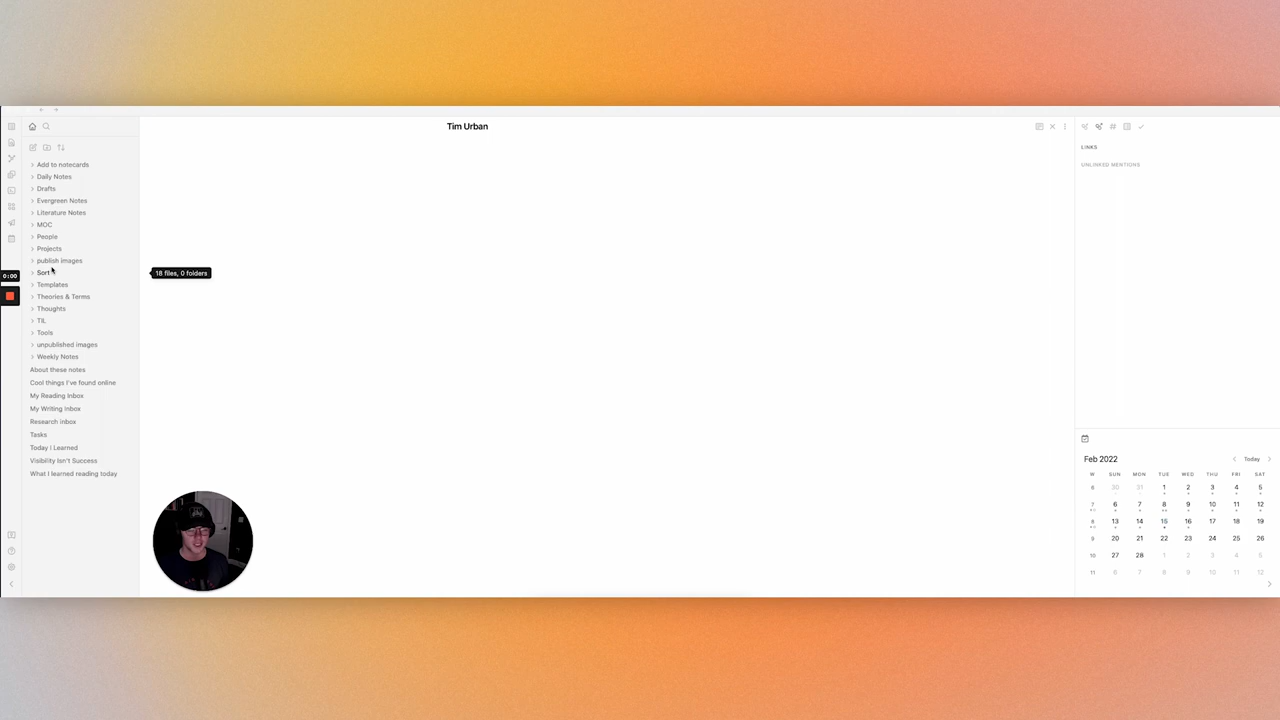 Tim Urban
Add to notecards
Daily Notes
Drafts
Evergreen Notes
Literature Notes
MOC
People
Projects
publish images
Sort
Templates
Theories & Terms
Thoughts
TIL
Tools
unpublished images
Weekly Notes
About these notes
Cool things I've found online
My Reading Inbox
My Writing Inbox
Research inbox
Tasks
Today I Learned
Visibility Isn't Success
What I learned reading today
0:00
18 files, 0 folders
LINKS
UNLINKED MENTIONS
Feb 2022 Today
W SUN MON TUE WED THU FRI SAT
6 30 31 1 2 3 4 5
7 6 7 8 9 10 11 12
8 13 14 15 16 17 18 19
9 20 21 22 23 24 25 26
10 27 28 1 2 3 4 5
11 6 7 8 9 10 11 12